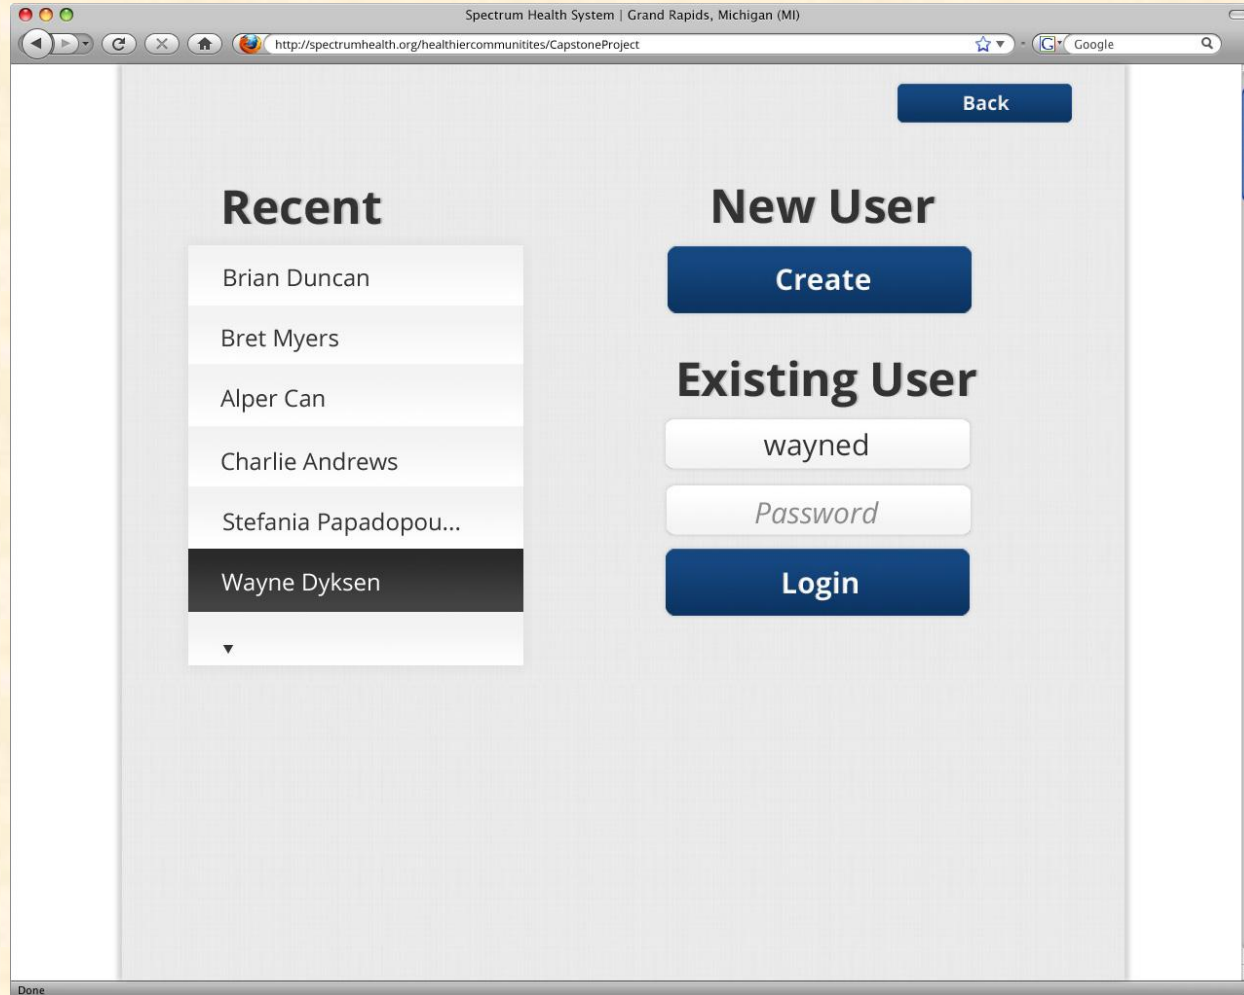 Spectrum Health System | Grand Rapids, Michigan (MI)
http://spectrumhealth.org/healthiercommunitites/CapstoneProject
Google
Back
Recent
Brian Duncan
Bret Myers
Alper Can
Charlie Andrews
Stefania Papadopou...
Wayne Dyksen
New User
Create
Existing User
wayned
Password
Login
Done